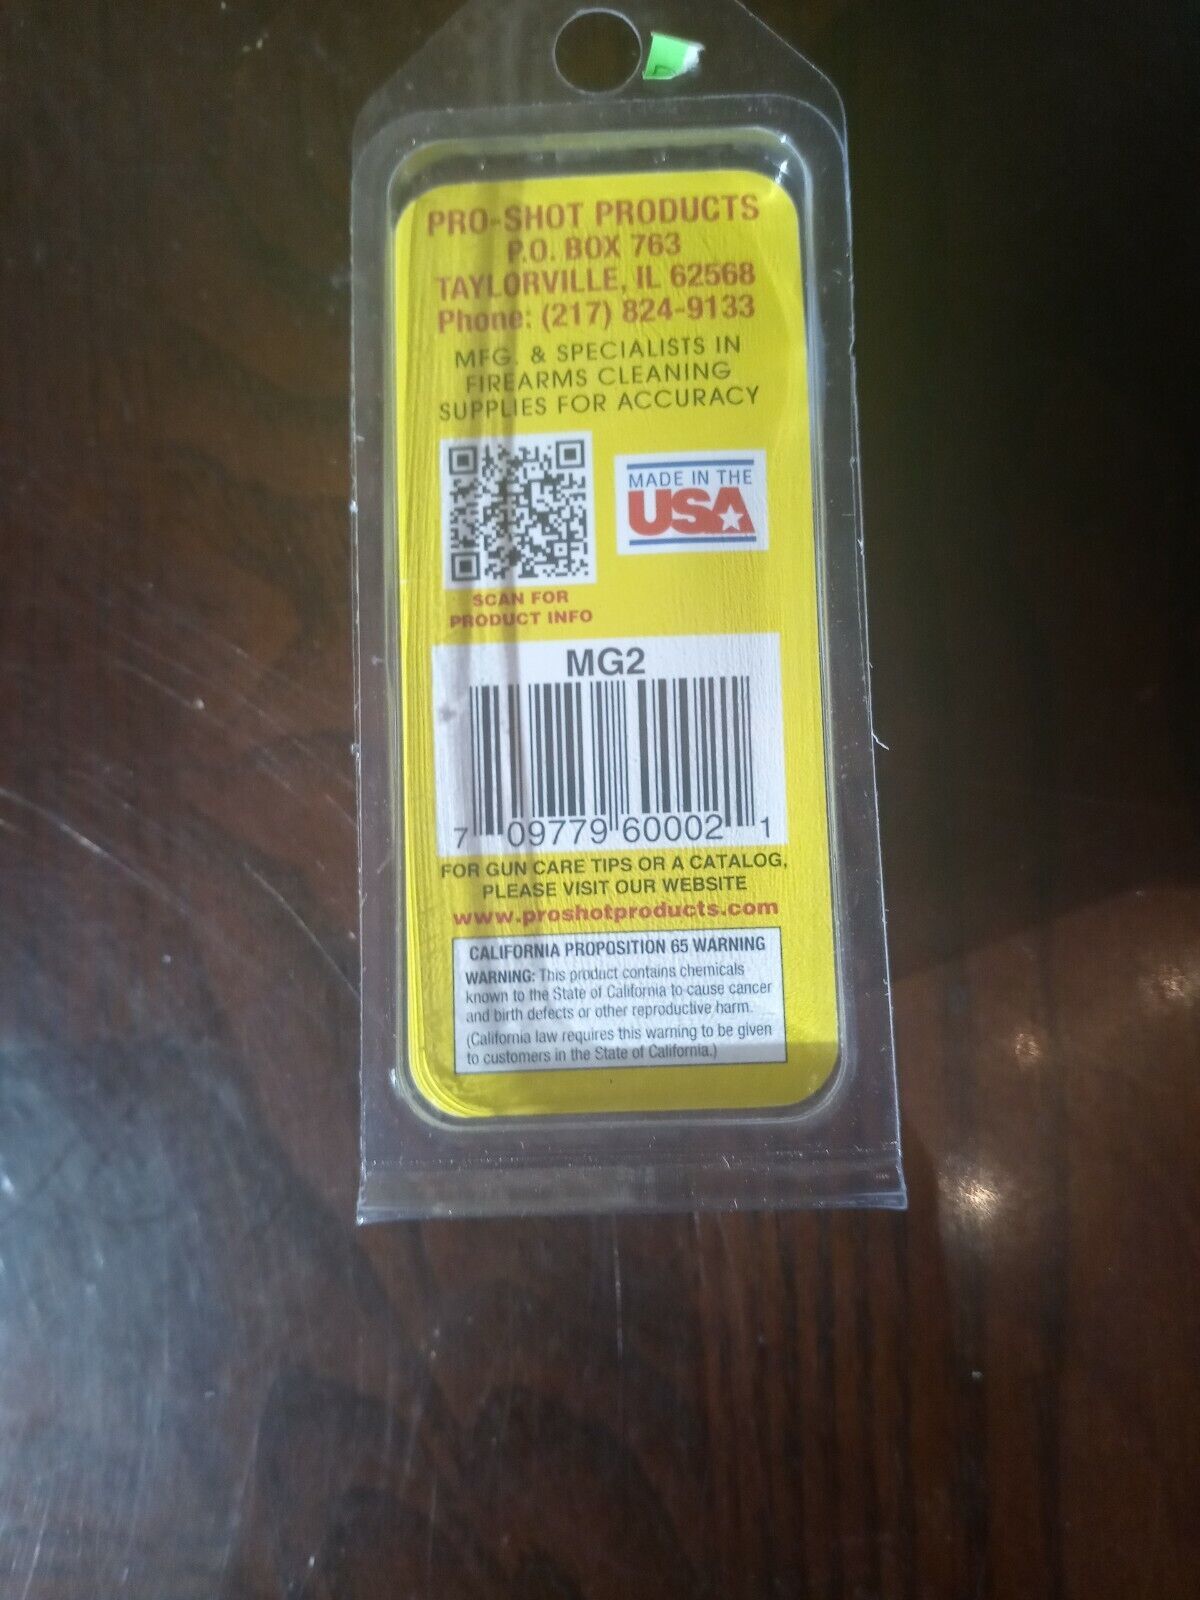 PRO-SHOT PRODUCTS
P.O. BOX 763
TAYLORVILLE, IL 62568
Phone: (217) 824-9133
MFG. & SPECIALISTS IN
FIREARMS CLEANING
SUPPLIES FOR ACCURACY
MADE IN THE
USA
SCAN FOR
PRODUCT INFO
MG2
7 09779 60002 1
FOR GUN CARE TIPS OR A CATALOG,
PLEASE VISIT OUR WEBSITE
www.proshotproducts.com
CALIFORNIA PROPOSITION 65 WARNING
WARNING: This product contains chemicals
known to the State of California to cause cancer
and birth defects or other reproductive harm.
(California law requires this warning to be given
to customers in the State of California.)